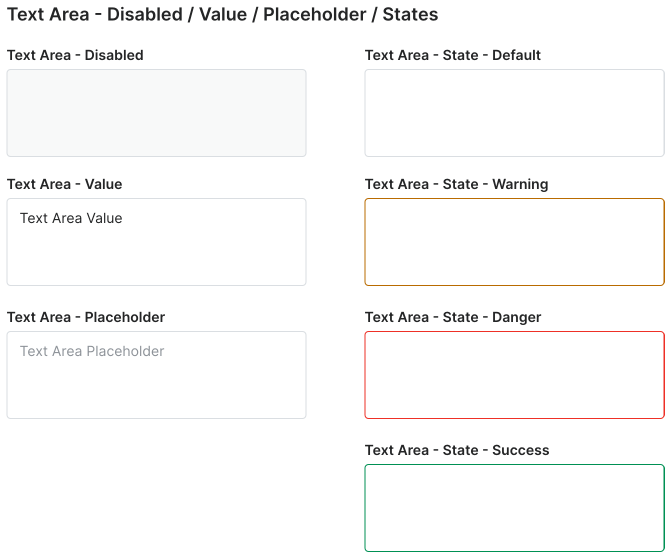 Text Area - Disabled / Value / Placeholder / States
Text Area - Disabled
Text Area - State - Default
Text Area - Value
Text Area Value
Text Area - State - Warning
Text Area - Placeholder
Text Area Placeholder
Text Area - State - Danger
Text Area - State - Success